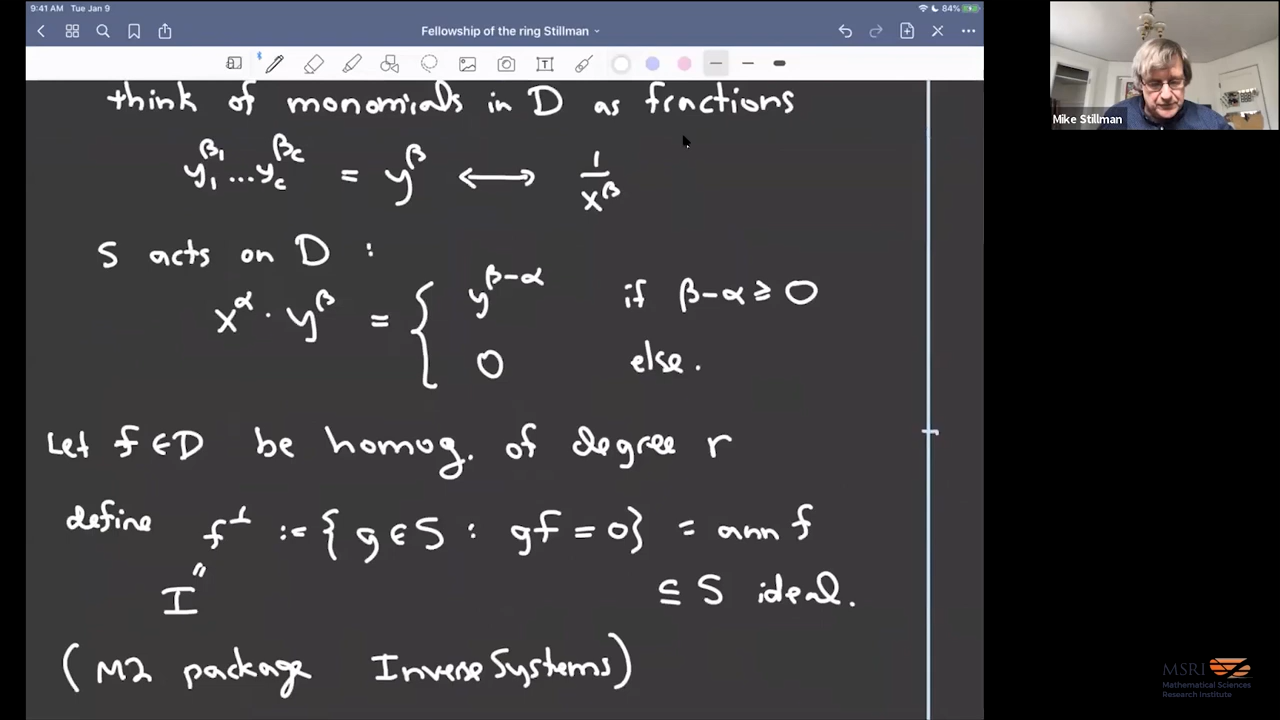 9:41 AM Tue Jan 9
84%
Fellowship of the ring Stillman
think of monomials in D as fractions
y₁^β₁ ... y_c^β_c = y^β ⟷ 1/x^β
S acts on D :
x^α · y^β = { y^(β-α) if β-α ≥ 0
0 else.
Let f ∈ D be homog. of degree r
define f^⊥ := { g ∈ S : gf = 0 } = ann f
" I ⊆ S ideal.
(M2 package InverseSystems)
Mike Stillman
MSRI
Mathematical Sciences
Research Institute